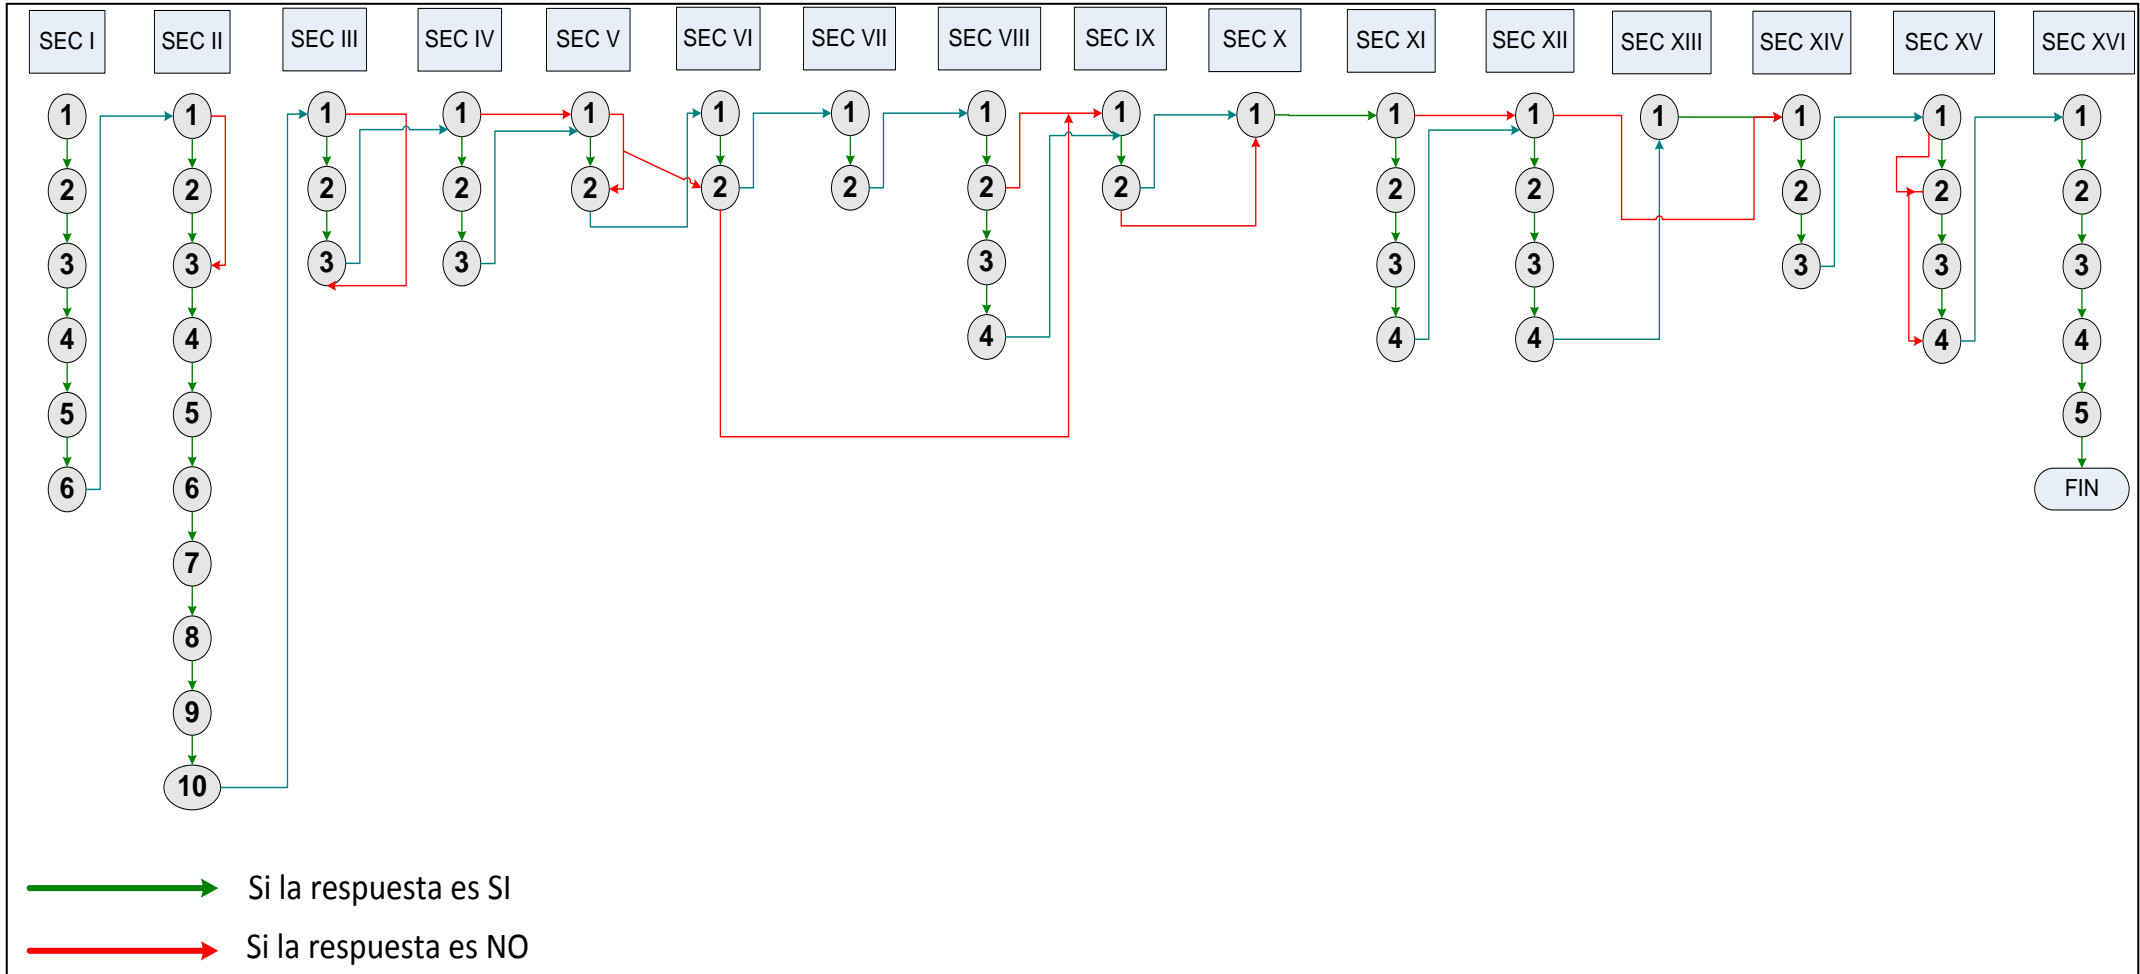 SEC I SEC II SEC III SEC IV SEC V SEC VI SEC VII SEC VIII SEC IX SEC X SEC XI SEC XII SEC XIII SEC XIV SEC XV SEC XVI
1 1 1 1 1 1 1 1 1 1 1 1 1 1 1 1
2 2 2 2 2 2 2 2 2 2 2 2 2 2
3 3 3 3 3 3 3 3 3 3
4 4 4 4 4 4 4
5 5 5
6 6 FIN
7
8
9
10
Si la respuesta es SI
Si la respuesta es NO